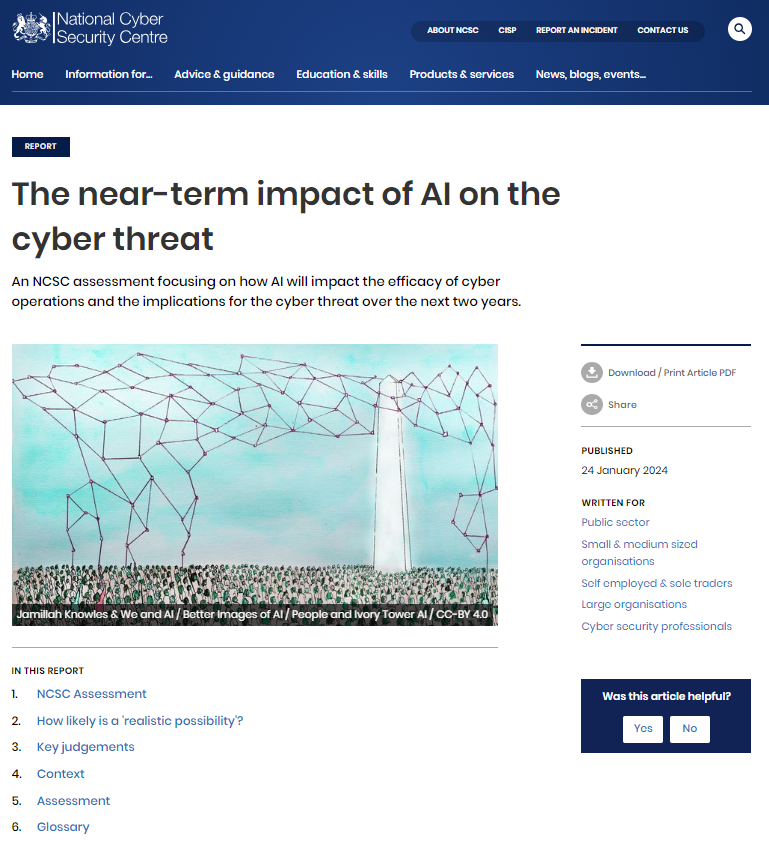 National Cyber
Security Centre
ABOUT NCSC CISP REPORT AN INCIDENT CONTACT US
Home Information for... Advice & guidance Education & skills Products & services News, blogs, events...
REPORT
The near-term impact of AI on the
cyber threat
An NCSC assessment focusing on how AI will impact the efficacy of cyber
operations and the implications for the cyber threat over the next two years.
Jamillah Knowles & We and AI / Better Images of AI / People and Ivory Tower AI / CC-BY 4.0
Download / Print Article PDF
Share
PUBLISHED
24 January 2024
WRITTEN FOR
Public sector
Small & medium sized
organisations
Self employed & sole traders
Large organisations
Cyber security professionals
Was this article helpful?
Yes No
IN THIS REPORT
1. NCSC Assessment
2. How likely is a 'realistic possibility'?
3. Key judgements
4. Context
5. Assessment
6. Glossary